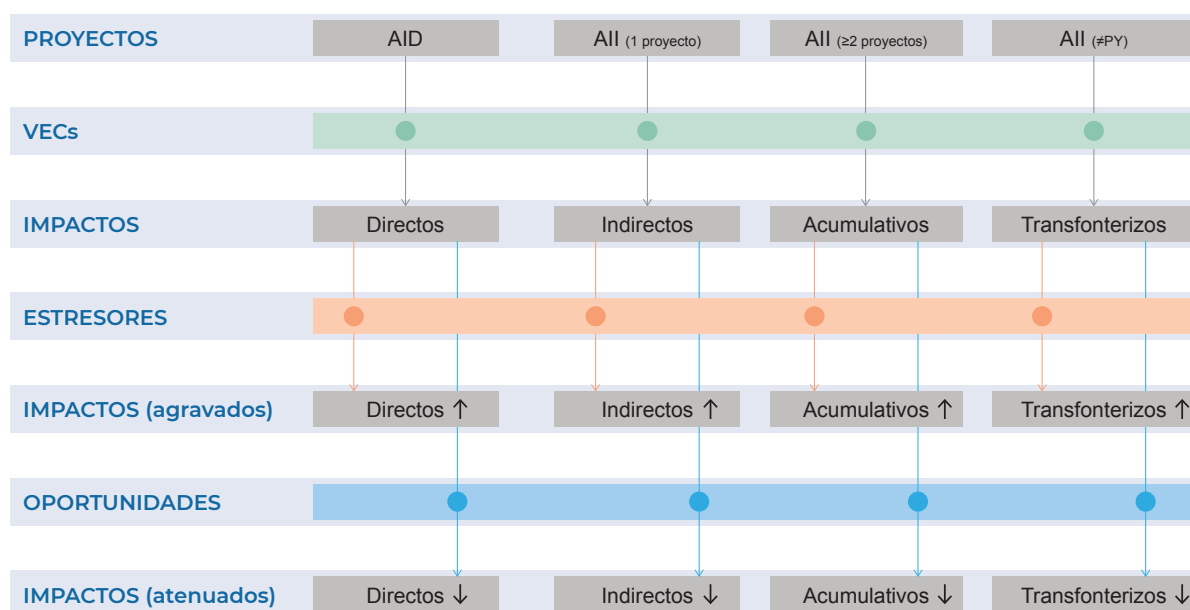 PROYECTOS AID AII (1 proyecto) AII (≥2 proyectos) AII (≠PY)
VECs
IMPACTOS Directos Indirectos Acumulativos Transfonterizos
ESTRESORES
IMPACTOS (agravados) Directos ↑ Indirectos ↑ Acumulativos ↑ Transfonterizos ↑
OPORTUNIDADES
IMPACTOS (atenuados) Directos ↓ Indirectos ↓ Acumulativos ↓ Transfonterizos ↓